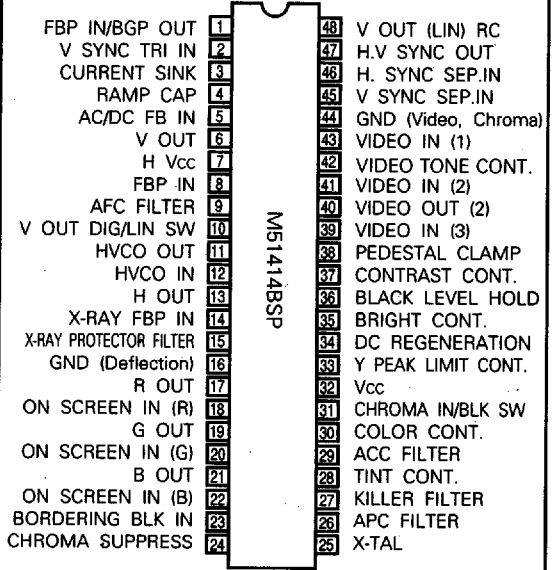 FBP IN/BGP OUT 1
V SYNC TRI IN 2
CURRENT SINK 3
RAMP CAP 4
AC/DC FB IN 5
V OUT 6
H Vcc 7
FBP IN 8
AFC FILTER 9
V OUT DIG/LIN SW 10
HVCO OUT 11
HVCO IN 12
H OUT 13
X-RAY FBP IN 14
X-RAY PROTECTOR FILTER 15
GND (Deflection) 16
R OUT 17
ON SCREEN IN (R) 18
G OUT 19
ON SCREEN IN (G) 20
B OUT 21
ON SCREEN IN (B) 22
BORDERING BLK IN 23
CHROMA SUPPRESS 24
M51414BSP
48 V OUT (LIN) RC
47 H.V SYNC OUT
46 H. SYNC SEP.IN
45 V SYNC SEP.IN
44 GND (Video, Chroma)
43 VIDEO IN (1)
42 VIDEO TONE CONT.
41 VIDEO IN (2)
40 VIDEO OUT (2)
39 VIDEO IN (3)
38 PEDESTAL CLAMP
37 CONTRAST CONT.
36 BLACK LEVEL HOLD
35 BRIGHT CONT.
34 DC REGENERATION
33 Y PEAK LIMIT CONT.
32 Vcc
31 CHROMA IN/BLK SW
30 COLOR CONT.
29 ACC FILTER
28 TINT CONT.
27 KILLER FILTER
26 APC FILTER
25 X-TAL